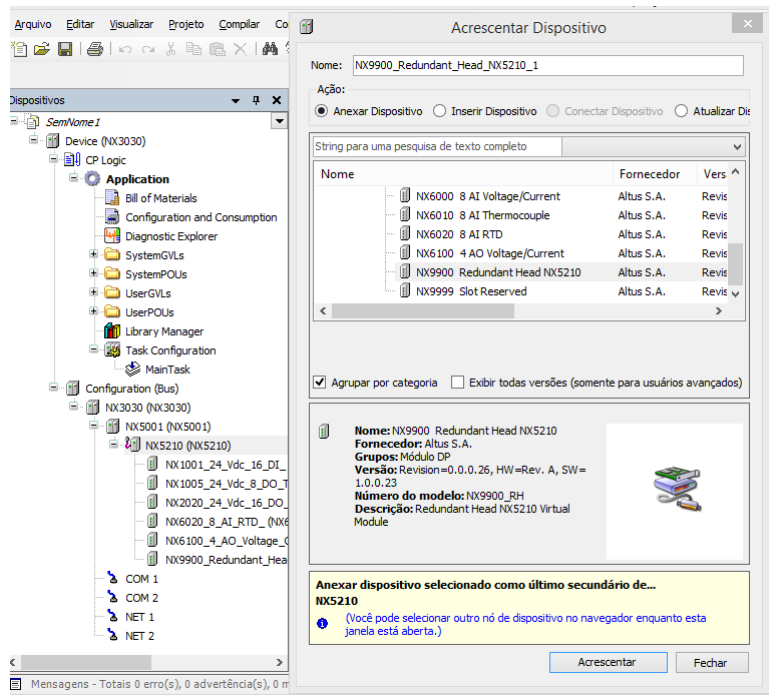 Arquivo Editar Visualizar Projeto Compilar Co
Dispositivos
SemNome1
Device (NX3030)
CP Logic
Application
Bill of Materials
Configuration and Consumption
Diagnostic Explorer
SystemGVLs
SystemPOUs
UserGVLs
UserPOUs
Library Manager
Task Configuration
MainTask
Configuration (Bus)
NX3030 (NX3030)
NX5001 (NX5001)
NX5210 (NX5210)
NX1001_24_Vdc_16_DI_
NX1005_24_Vdc_8_DO_T
NX2020_24_Vdc_16_DO_
NX6020_8_AI_RTD_ (NX6
NX6100_4_AO_Voltage_C
NX9900_Redundant_Hea
COM 1
COM 2
NET 1
NET 2
Mensagens - Totais 0 erro(s), 0 advertência(s), 0 m
Acrescentar Dispositivo
Nome: NX9900_Redundant_Head_NX5210_1
Ação:
Anexar Dispositivo Inserir Dispositivo Conectar Dispositivo Atualizar Dis
String para uma pesquisa de texto completo
Nome Fornecedor Vers
NX6000 8 AI Voltage/Current Altus S.A. Revis
NX6010 8 AI Thermocouple Altus S.A. Revis
NX6020 8 AI RTD Altus S.A. Revis
NX6100 4 AO Voltage/Current Altus S.A. Revis
NX9900 Redundant Head NX5210 Altus S.A. Revis
NX9999 Slot Reserved Altus S.A. Revis
Agrupar por categoria Exibir todas versões (somente para usuários avançados)
Nome: NX9900 Redundant Head NX5210
Fornecedor: Altus S.A.
Grupos: Módulo DP
Versão: Revision=0.0.0.26, HW=Rev. A, SW=
1.0.0.23
Número do modelo: NX9900_RH
Descrição: Redundant Head NX5210 Virtual
Module
Anexar dispositivo selecionado como último secundário de...
NX5210
(Você pode selecionar outro nó de dispositivo no navegador enquanto esta
janela está aberta.)
Acrescentar Fechar